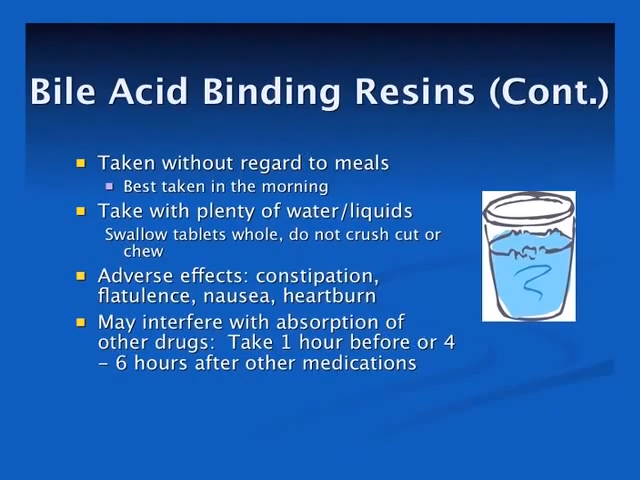 Bile Acid Binding Resins (Cont.)
Taken without regard to meals
Best taken in the morning
Take with plenty of water/liquids
Swallow tablets whole, do not crush cut or
chew
Adverse effects: constipation,
flatulence, nausea, heartburn
May interfere with absorption of
other drugs: Take 1 hour before or 4
– 6 hours after other medications